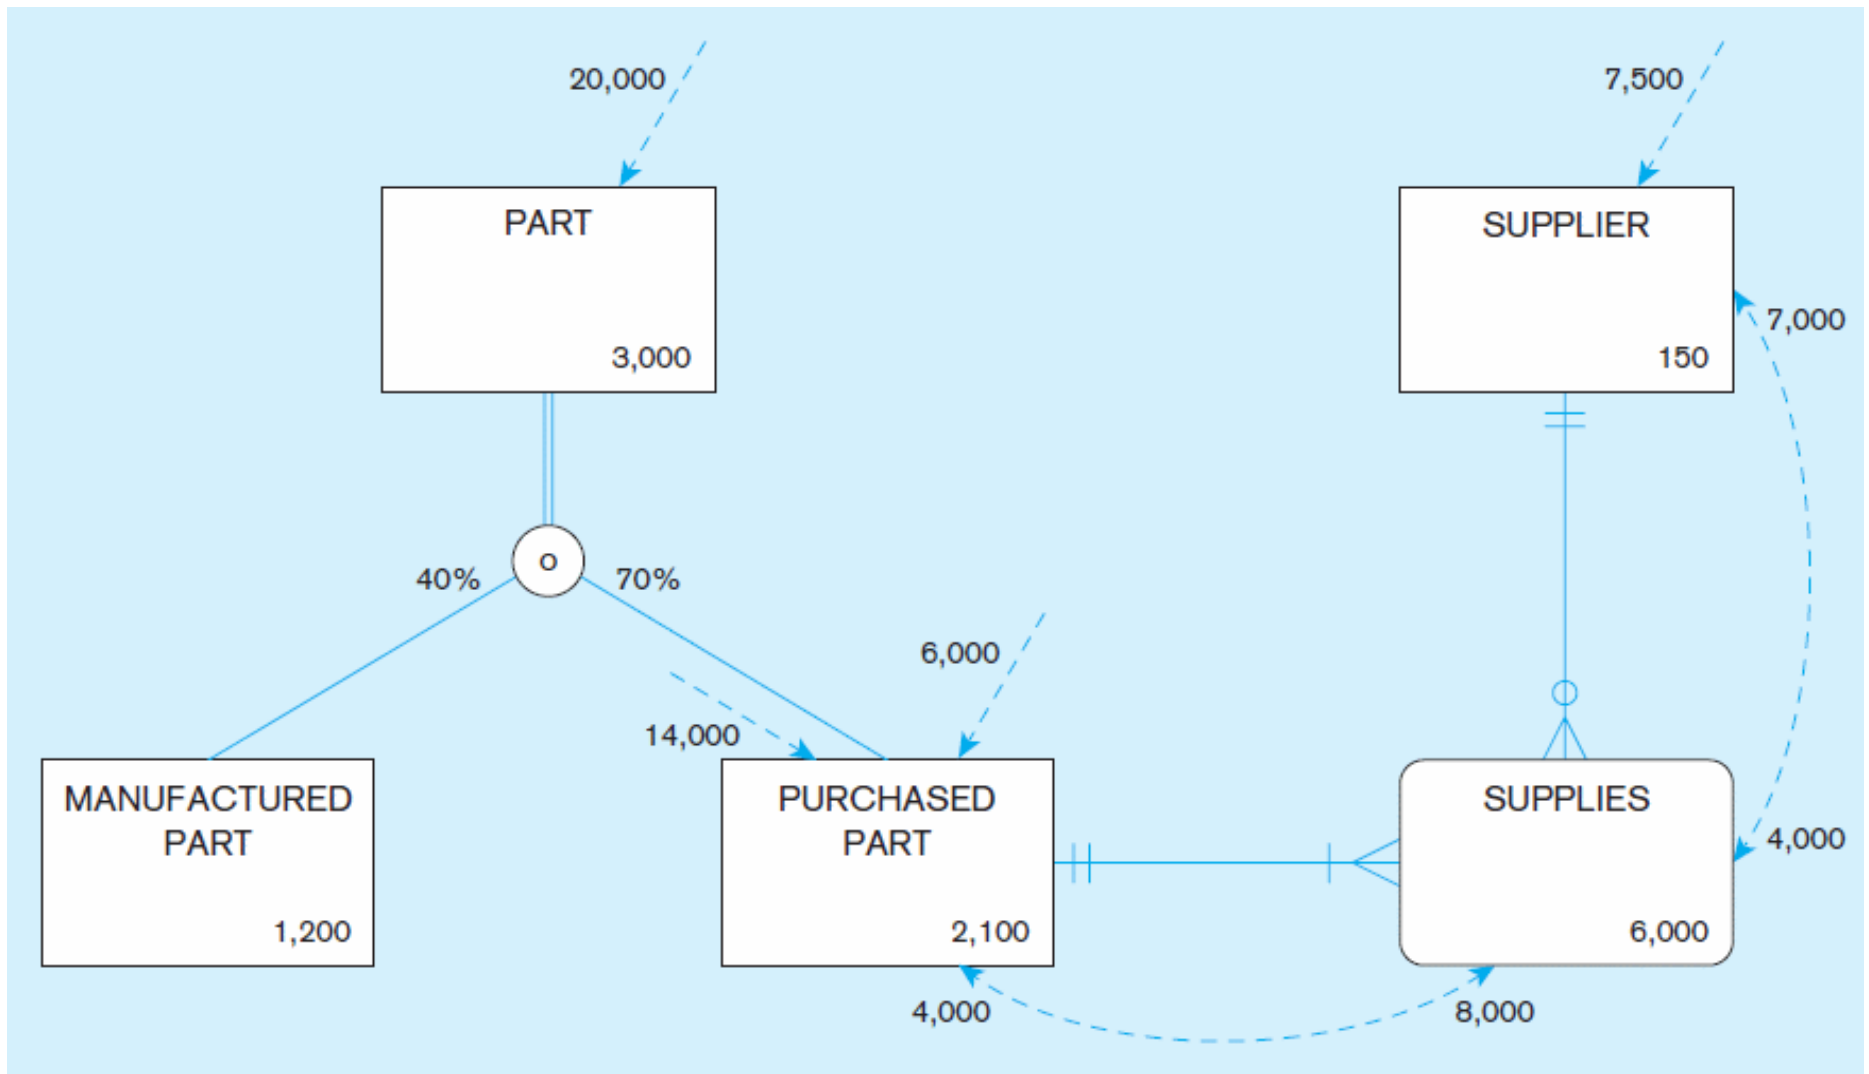 20,000
7,500
PART
3,000
SUPPLIER
150
7,000
o
40%
70%
6,000
14,000
MANUFACTURED
PART
1,200
PURCHASED
PART
2,100
SUPPLIES
6,000
4,000
4,000
8,000